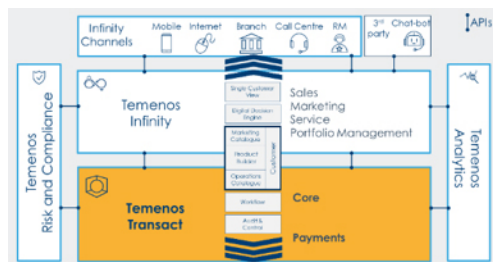 Infinity
Channels
Mobile
Internet
Branch
Call Centre
RM
3rd
party
Chat-bot
APIs
Temenos
Risk and Compliance
Temenos
Infinity
Single Customer
View
Digital Decision
Engine
Marketing
Catalogue
Product
Builder
Operations
Catalogue
Customer
Sales
Marketing
Service
Portfolio Management
Temenos
Analytics
Temenos
Transact
Workflow
Audit &
Control
Core
Payments